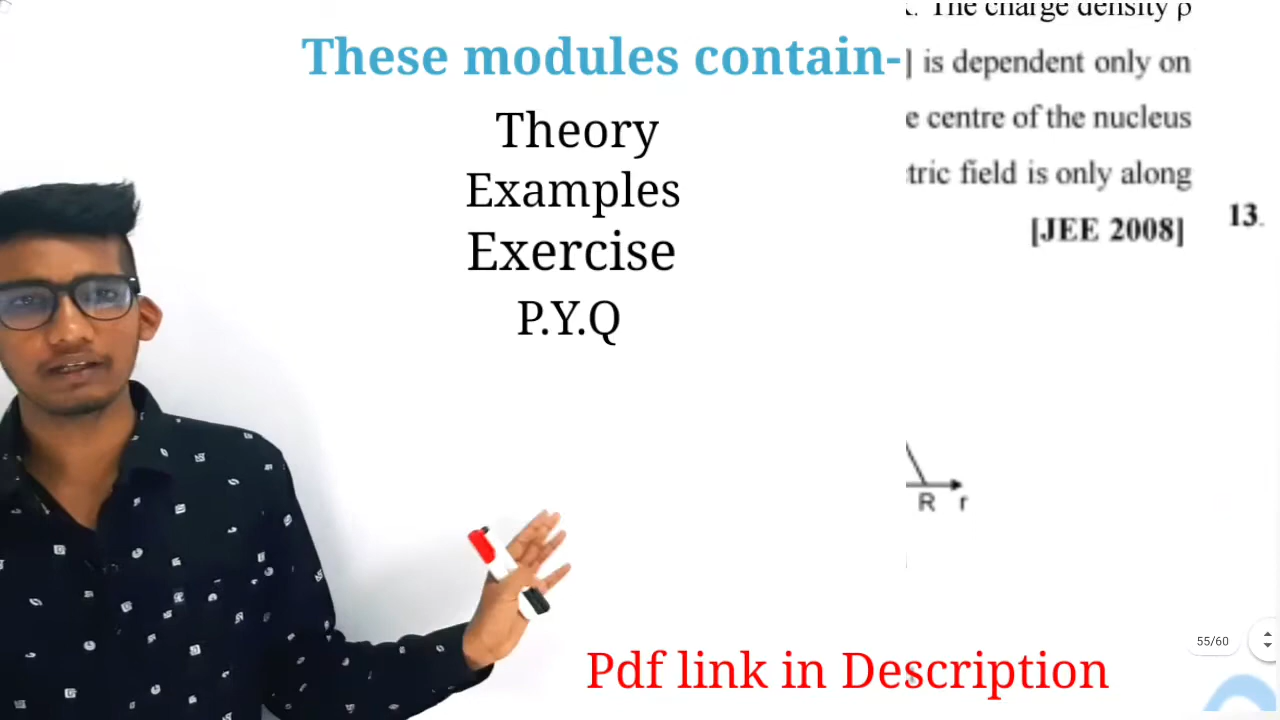 These modules contain-
Theory
Examples
Exercise
P.Y.Q
The charge density ρ
is dependent only on
centre of the nucleus
field is only along
[JEE 2008]
13.
R r
55/60
Pdf link in Description